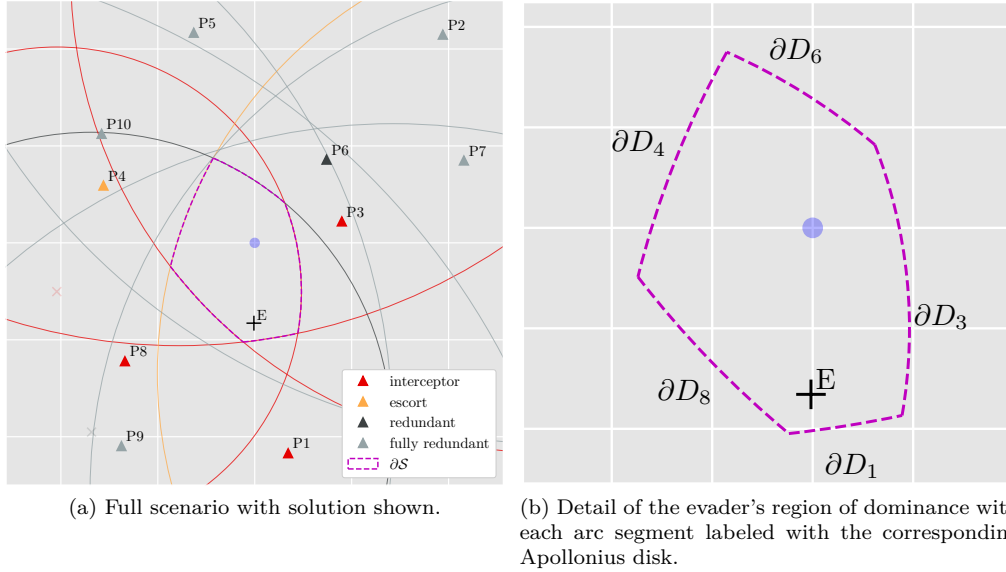 P5
P2
P10
P6
P7
P4
P3
E
P8
P9
P1
interceptor
escort
redundant
fully redundant
∂𝒮
(a) Full scenario with solution shown.
∂D₆
∂D₄
∂D₃
E
∂D₈
∂D₁
(b) Detail of the evader's region of dominance wit
each arc segment labeled with the correspondin
Apollonius disk.